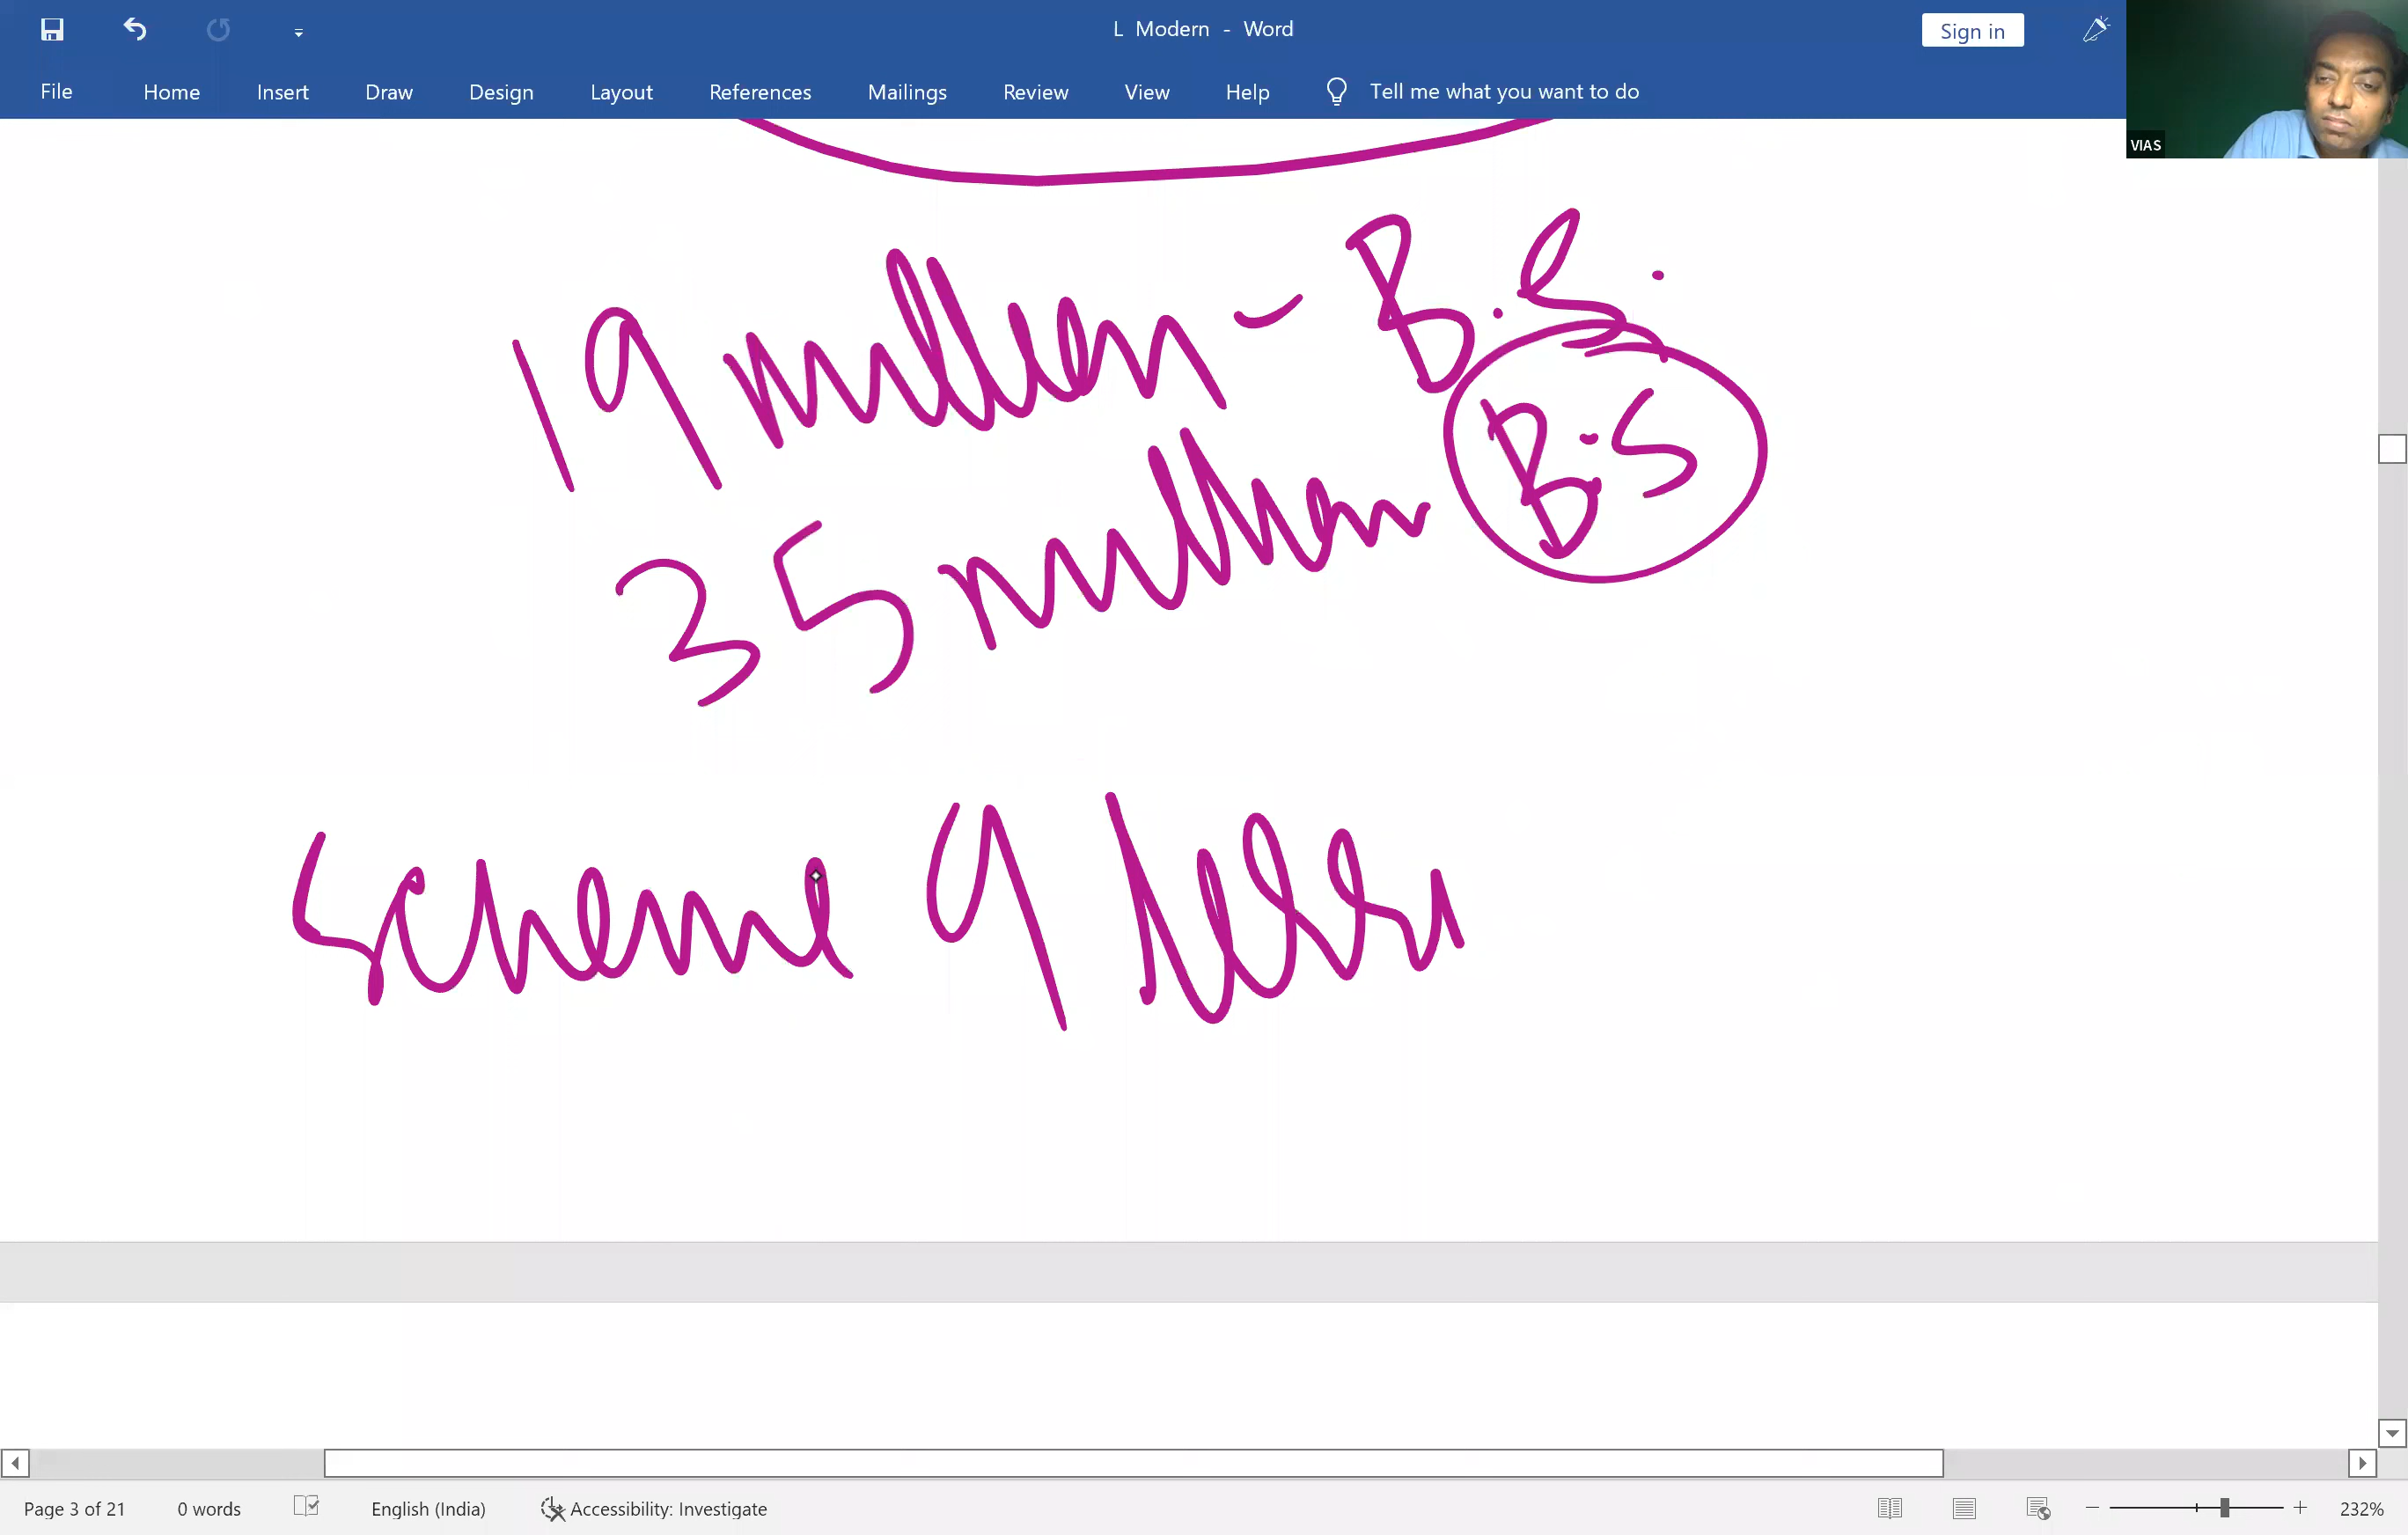 L Modern - Word
Sign in
File Home Insert Draw Design Layout References Mailings Review View Help Tell me what you want to do
VIAS
19 million - B.S.
35 million B.S
Scheme of
Page 3 of 21 0 words English (India) Accessibility: Investigate 232%